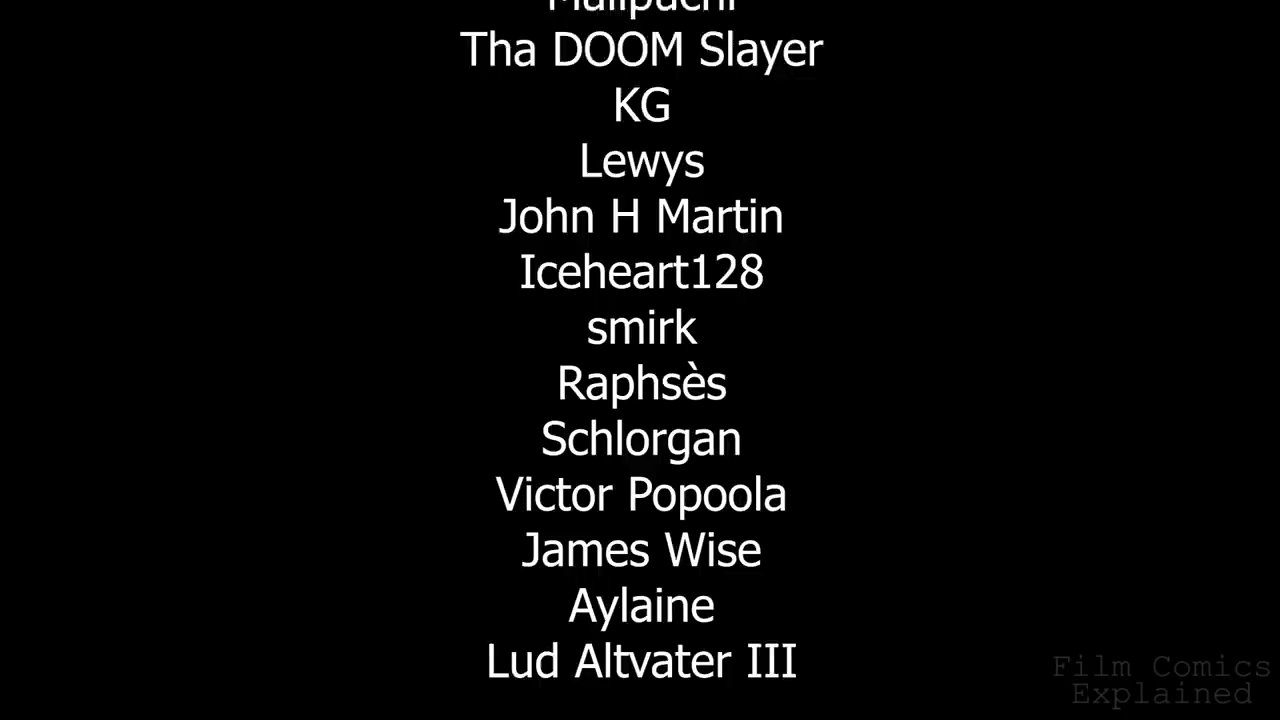 Tha DOOM Slayer
KG
Lewys
John H Martin
Iceheart128
smirk
Raphsès
Schlorgan
Victor Popoola
James Wise
Aylaine
Lud Altvater III
Film Comics
Explained